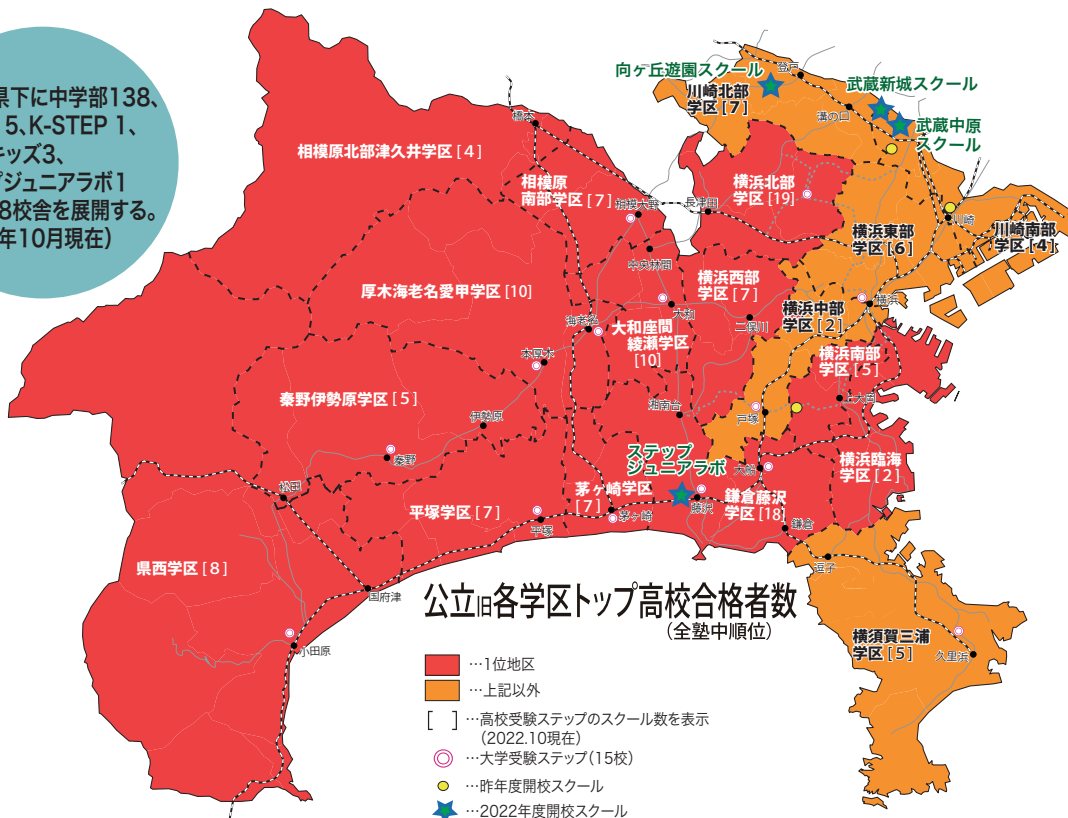 県下に中学部138、
5、K-STEP 1、
キッズ3、
プジュニアラボ1
8校舎を展開する。
年10月現在)
向ヶ丘遊園スクール
登戸
川崎北部
学区[7]
武蔵新城スクール
溝の口
武蔵中原
スクール
橋本
相模原北部津久井学区[4]
相模原
南部学区[7]
相模大野
長津田
横浜北部
学区[19]
横浜東部
学区[6]
川崎
川崎南部
学区[4]
中央林間
厚木海老名愛甲学区[10]
横浜西部
学区[7]
大和
二俣川
横浜中部
学区[2]
横浜
海老名
大和座間
綾瀬学区
[10]
本厚木
横浜南部
学区[5]
秦野伊勢原学区[5]
伊勢原
湘南台
戸塚
上大岡
秦野
ステップ
ジュニアラボ
大船
横浜臨海
学区[2]
松田
平塚学区[7]
茅ヶ崎学区
[7]
茅ヶ崎
藤沢
鎌倉藤沢
学区[18]
鎌倉
平塚
県西学区[8]
国府津
逗子
公立旧各学区トップ高校合格者数
(全塾中順位)
小田原
横須賀三浦
学区[5]
久里浜
…1位地区
…上記以外
[ ]…高校受験ステップのスクール数を表示
(2022.10現在)
…大学受験ステップ(15校)
…昨年度開校スクール
…2022年度開校スクール